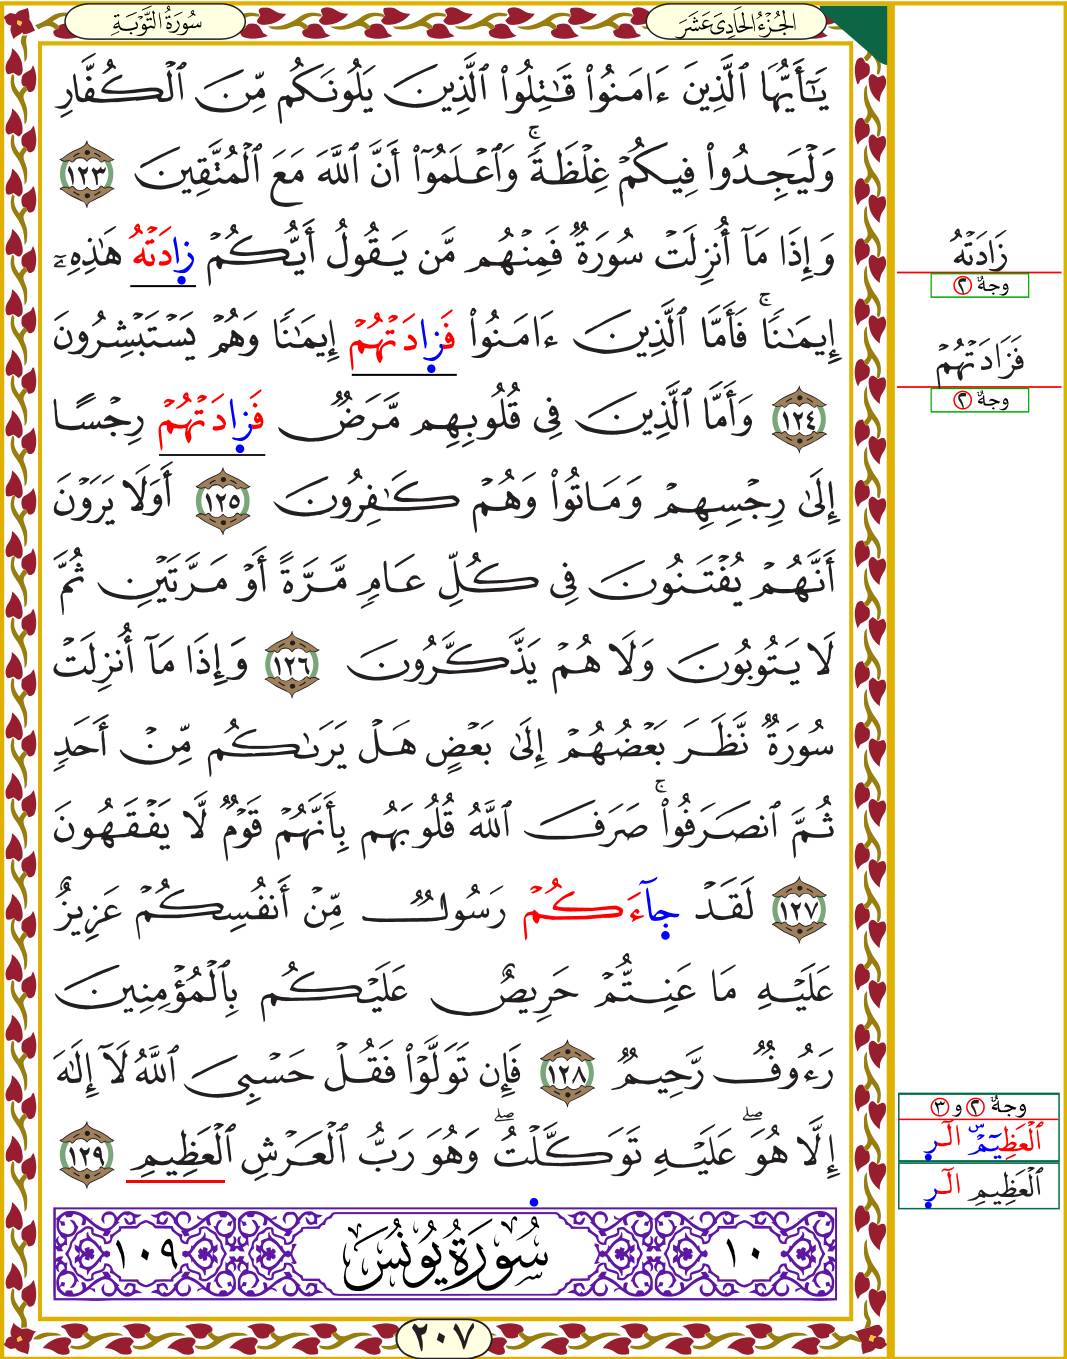 الجُزْءُ الحَادِىَ عَشَرَ
سُورَةُ التَّوْبَةِ
يَـٰٓأَيُّهَا ٱلَّذِينَ ءَامَنُوا۟ قَـٰتِلُوا۟ ٱلَّذِينَ يَلُونَكُم مِّنَ ٱلْكُفَّارِ
وَلْيَجِدُوا۟ فِيكُمْ غِلْظَةً ۚ وَٱعْلَمُوٓا۟ أَنَّ ٱللَّهَ مَعَ ٱلْمُتَّقِينَ ١٢٣
وَإِذَا مَآ أُنزِلَتْ سُورَةٌ فَمِنْهُم مَّن يَقُولُ أَيُّكُمْ زِادَتْهُ هَـٰذِهِۦٓ
إِيمَـٰنًا ۚ فَأَمَّا ٱلَّذِينَ ءَامَنُوا۟ فَزِادَتْهُمْ إِيمَـٰنًا وَهُمْ يَسْتَبْشِرُونَ
١٢٤ وَأَمَّا ٱلَّذِينَ فِى قُلُوبِهِم مَّرَضٌ فَزِادَتْهُمْ رِجْسًا
إِلَىٰ رِجْسِهِمْ وَمَاتُوا۟ وَهُمْ كَـٰفِرُونَ ١٢٥ أَوَلَا يَرَوْنَ
أَنَّهُمْ يُفْتَنُونَ فِى كُلِّ عَامٍ مَّرَّةً أَوْ مَرَّتَيْنِ ثُمَّ
لَا يَتُوبُونَ وَلَا هُمْ يَذَّكَّرُونَ ١٢٦ وَإِذَا مَآ أُنزِلَتْ
سُورَةٌ نَّظَرَ بَعْضُهُمْ إِلَىٰ بَعْضٍ هَلْ يَرَىٰكُم مِّنْ أَحَدٍ
ثُمَّ ٱنصَرَفُوا۟ ۚ صَرَفَ ٱللَّهُ قُلُوبَهُم بِأَنَّهُمْ قَوْمٌ لَّا يَفْقَهُونَ
١٢٧ لَقَدْ جِآءَكُمْ رَسُولٌ مِّنْ أَنفُسِكُمْ عَزِيزٌ
عَلَيْهِ مَا عَنِتُّمْ حَرِيصٌ عَلَيْكُم بِٱلْمُؤْمِنِينَ
رَءُوفٌ رَّحِيمٌ ١٢٨ فَإِن تَوَلَّوْا۟ فَقُلْ حَسْبِىَ ٱللَّهُ لَآ إِلَـٰهَ
إِلَّا هُوَ ۖ عَلَيْهِ تَوَكَّلْتُ ۖ وَهُوَ رَبُّ ٱلْعَرْشِ ٱلْعَظِيمِ ١٢٩
١٠ سُورَةُ يُونُسَ ١٠٩
٢٠٧
زَادَتْهُ
وجهٌ ٢
فَزَادَتْهُمْ
وجهٌ ٢
وجهٌ ٢ و ٣
ٱلْعَظِيمِ الٓرِ
ٱلْعَظِيمِ الٓرِ